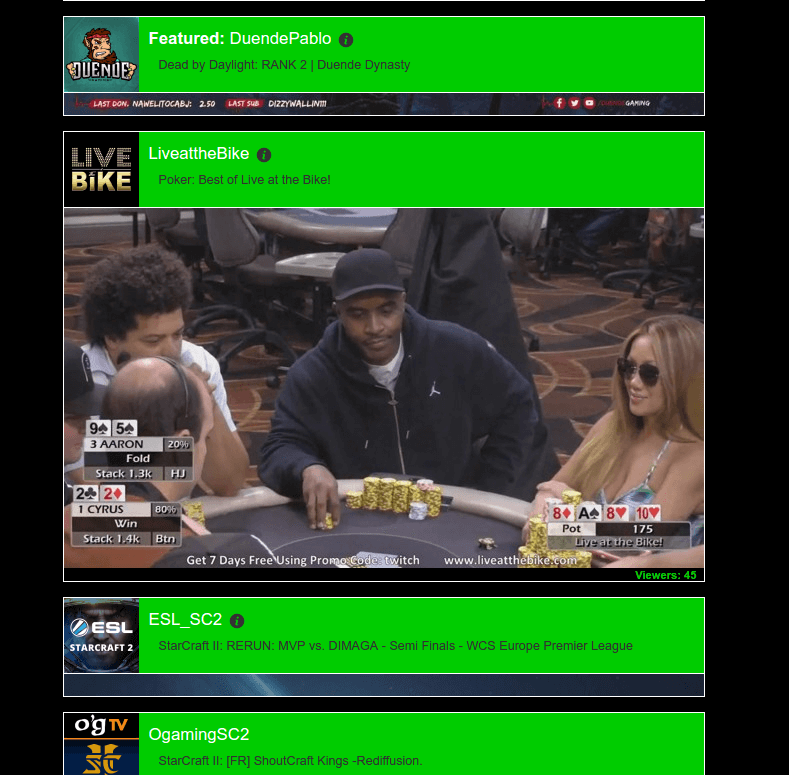 Featured: DuendePablo
DUENDE
Dead by Daylight: RANK 2 | Duende Dynasty
LAST DON. NAWELITOCABJ: 2.50 LAST SUB DIZZYWALLIN111 GAMING
LIVE
BIKE
LiveattheBike
Poker: Best of Live at the Bike!
9♠ 5♠
3 AARON 20%
Fold
Stack 1.3k HJ
2♣ 2♦
1 CYRUS 80%
Win
Stack 1.4k Btn
8♦ A♠ 8♥ 10♥
Pot 175
Live at the Bike!
Get 7 Days Free Using Promo Code: twitch www.liveatthebike.com
Viewers: 45
ESL
STARCRAFT 2
ESL_SC2
StarCraft II: RERUN: MVP vs. DIMAGA - Semi Finals - WCS Europe Premier League
o'g TV
OgamingSC2
StarCraft II: [FR] ShoutCraft Kings -Rediffusion.